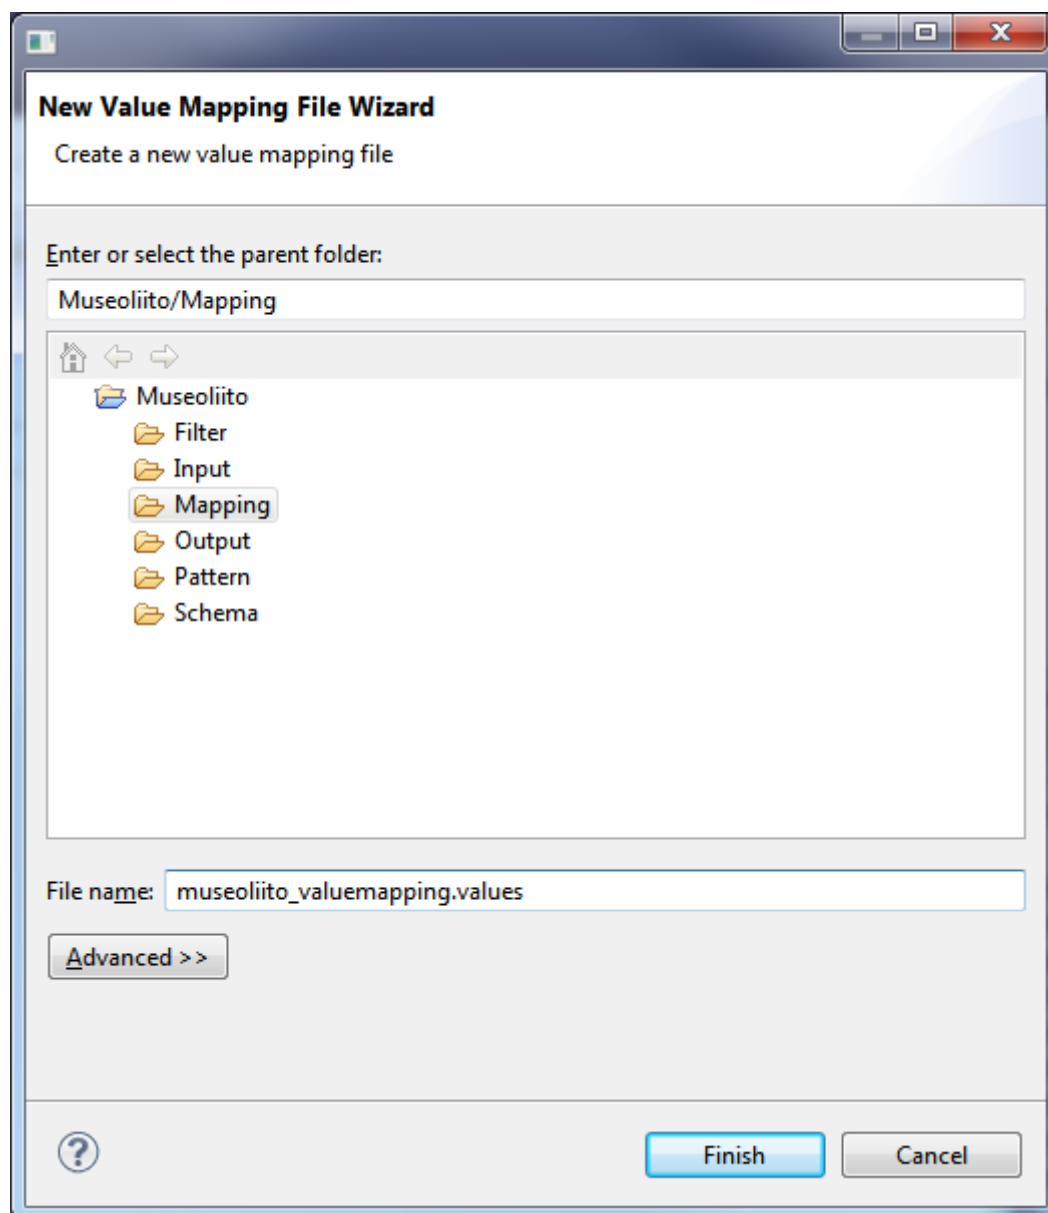 New Value Mapping File Wizard
Create a new value mapping file
Enter or select the parent folder:
Museoliito/Mapping
Museoliito
Filter
Input
Mapping
Output
Pattern
Schema
File name: museoliito_valuemapping.values
Advanced >>
Finish Cancel